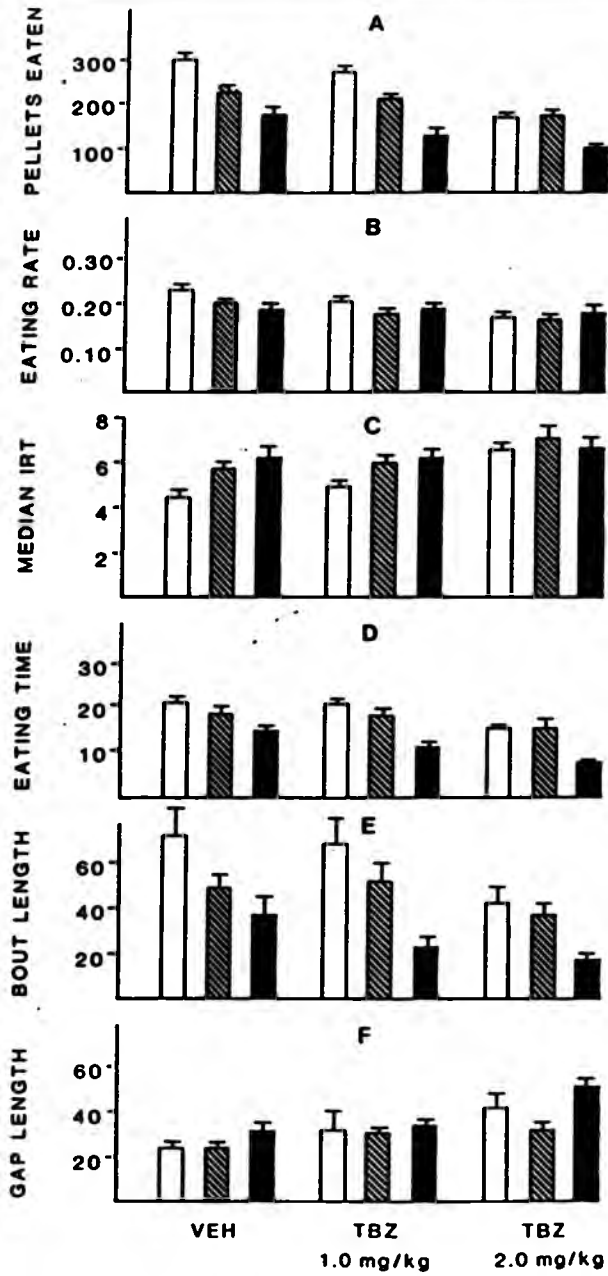 A
PELLETS EATEN
300
200
100
B
EATING RATE
0.30
0.20
0.10
C
MEDIAN IRT
8
6
4
2
D
EATING TIME
30
20
10
E
BOUT LENGTH
60
40
20
F
GAP LENGTH
60
40
20
VEH TBZ TBZ
1.0 mg/kg 2.0 mg/kg